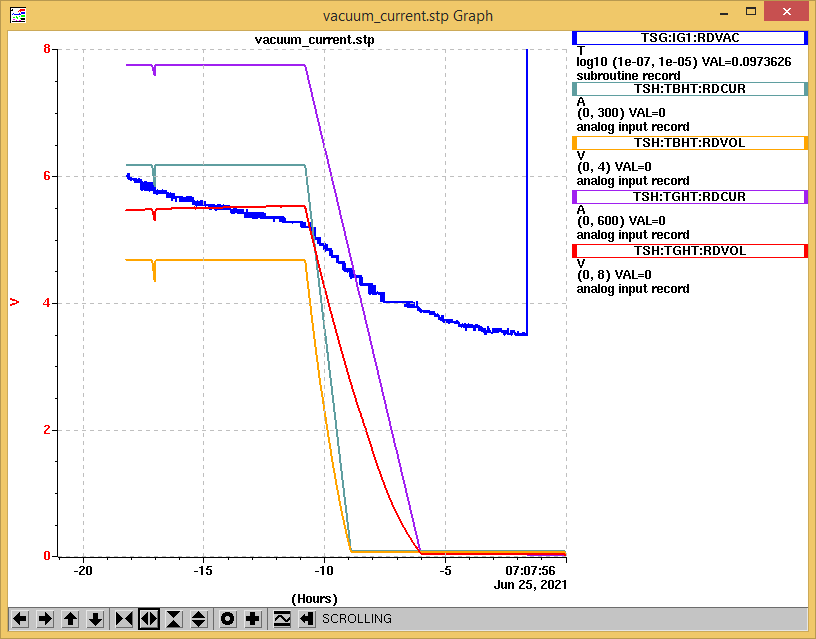 vacuum_current.stp Graph
vacuum_current.stp
8
6
4
2
0
V
-20
-15
-10
-5
07:07:56
Jun 25, 2021
(Hours)
TSG:IG1:RDVAC
T
log10 (1e-07, 1e-05) VAL=0.0973626
subroutine record
TSH:TBHT:RDCUR
A
(0, 300) VAL=0
analog input record
TSH:TBHT:RDVOL
V
(0, 4) VAL=0
analog input record
TSH:TGHT:RDCUR
A
(0, 600) VAL=0
analog input record
TSH:TGHT:RDVOL
V
(0, 8) VAL=0
analog input record
SCROLLING